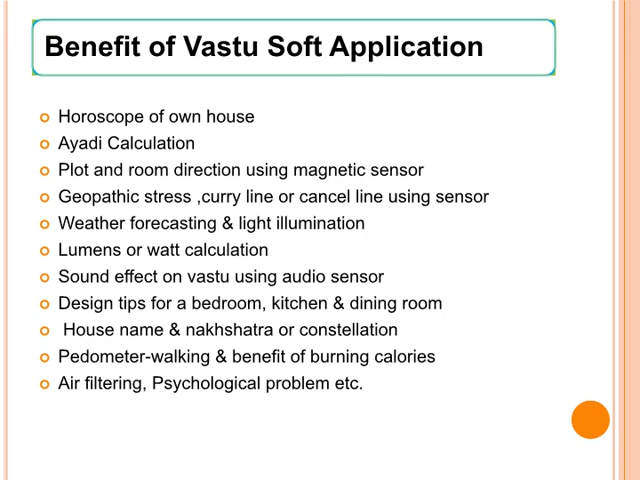 Benefit of Vastu Soft Application
Horoscope of own house
Ayadi Calculation
Plot and room direction using magnetic sensor
Geopathic stress ,curry line or cancel line using sensor
Weather forecasting & light illumination
Lumens or watt calculation
Sound effect on vastu using audio sensor
Design tips for a bedroom, kitchen & dining room
House name & nakhshatra or constellation
Pedometer-walking & benefit of burning calories
Air filtering, Psychological problem etc.